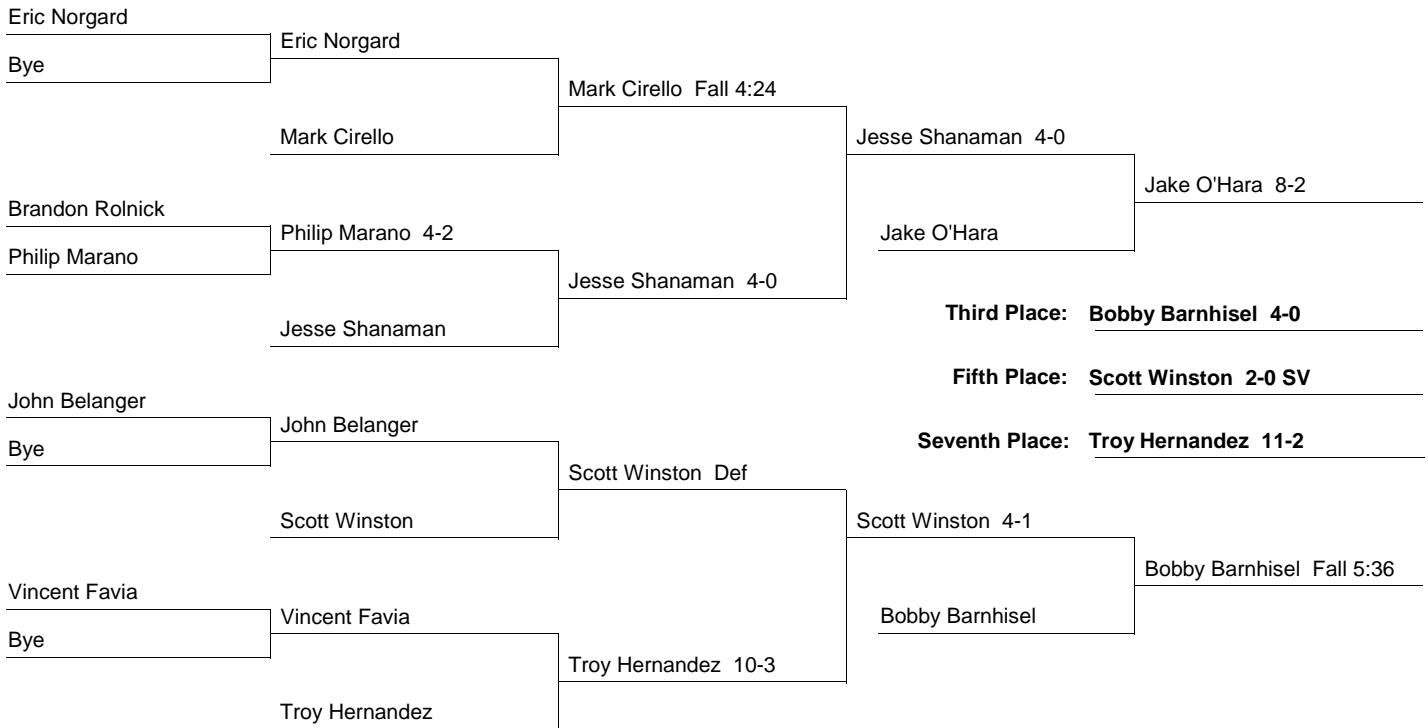 Eric Norgard
Eric Norgard
Bye
Mark Cirello  Fall 4:24
Mark Cirello
Jesse Shanaman  4-0
Jake O'Hara  8-2
Brandon Rolnick
Philip Marano  4-2
Jake O'Hara
Philip Marano
Jesse Shanaman  4-0
Third Place:  Bobby Barnhisel  4-0
Jesse Shanaman
Fifth Place:  Scott Winston  2-0 SV
John Belanger
John Belanger
Bye
Seventh Place:  Troy Hernandez  11-2
Scott Winston  Def
Scott Winston
Scott Winston  4-1
Bobby Barnhisel  Fall 5:36
Vincent Favia
Vincent Favia
Bobby Barnhisel
Bye
Troy Hernandez  10-3
Troy Hernandez